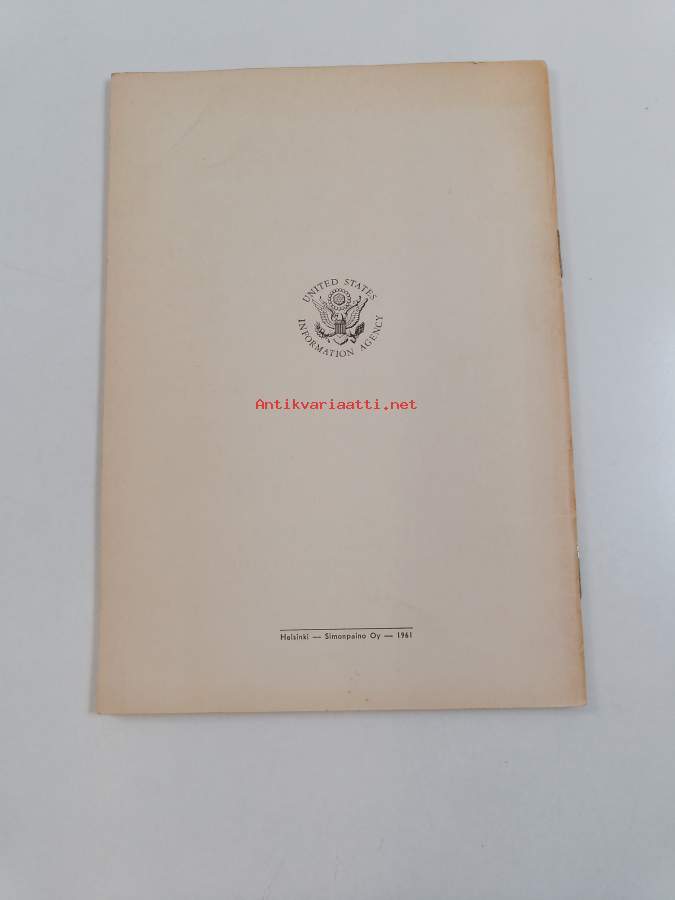 UNITED STATES
INFORMATION AGENCY
Antikvariaatti.net
Helsinki — Simonpaino Oy — 1961